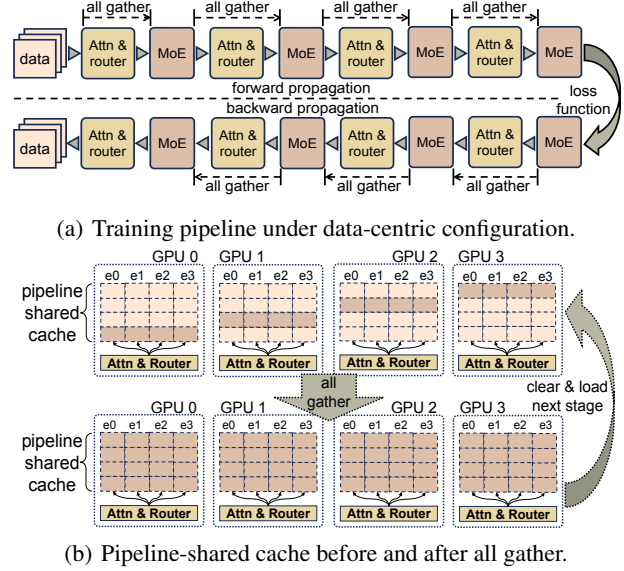 all gather all gather all gather all gather
data Attn & router MoE Attn & router MoE Attn & router MoE Attn & router MoE
forward propagation
loss function
backward propagation
data Attn & router MoE Attn & router MoE Attn & router MoE Attn & router MoE
all gather all gather all gather
(a) Training pipeline under data-centric configuration.
GPU 0 GPU 1 GPU 2 GPU 3
e0 e1 e2 e3 e0 e1 e2 e3 e0 e1 e2 e3 e0 e1 e2 e3
pipeline
shared
cache
Attn & Router Attn & Router Attn & Router Attn & Router
all
gather
clear & load
next stage
GPU 0 GPU 1 GPU 2 GPU 3
e0 e1 e2 e3 e0 e1 e2 e3 e0 e1 e2 e3 e0 e1 e2 e3
pipeline
shared
cache
Attn & Router Attn & Router Attn & Router Attn & Router
(b) Pipeline-shared cache before and after all gather.